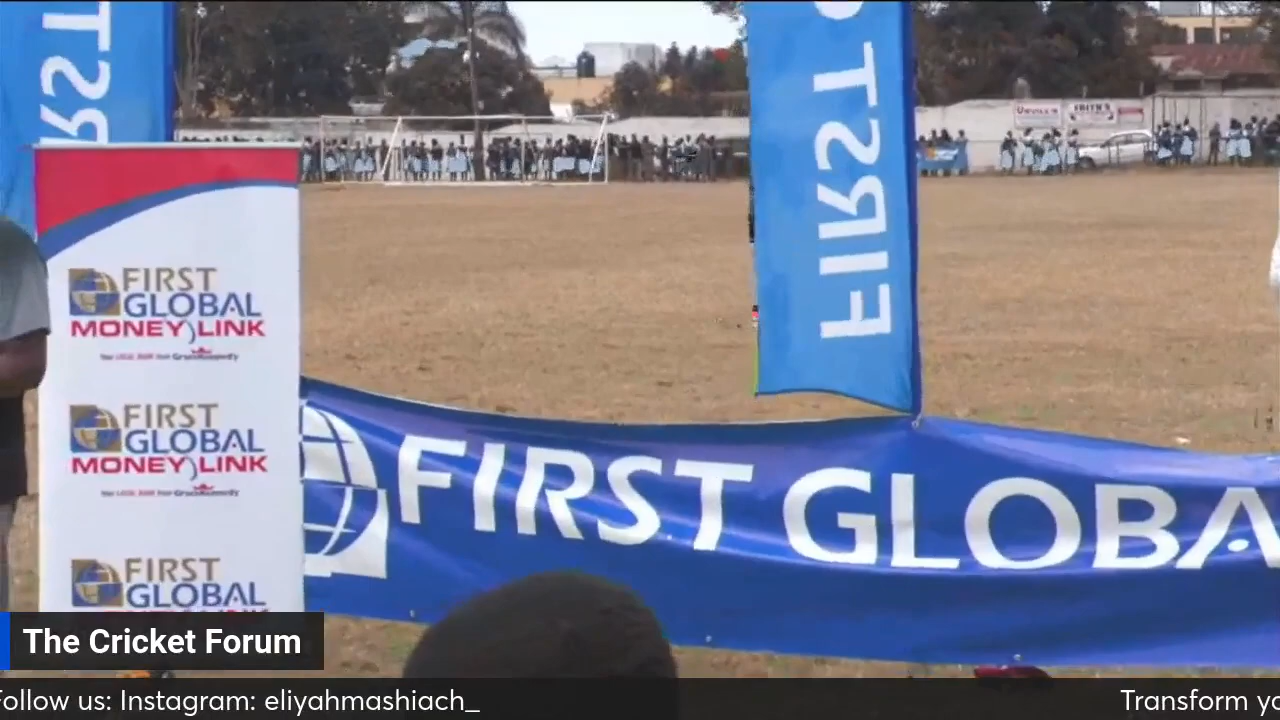 FIRST
FIRST
FIRST
GLOBAL
MONEY LINK
FIRST
GLOBAL
MONEY LINK
FIRST
GLOBAL
FIRST GLOBA
The Cricket Forum
Follow us: Instagram: eliyahmashiach_
Transform yo